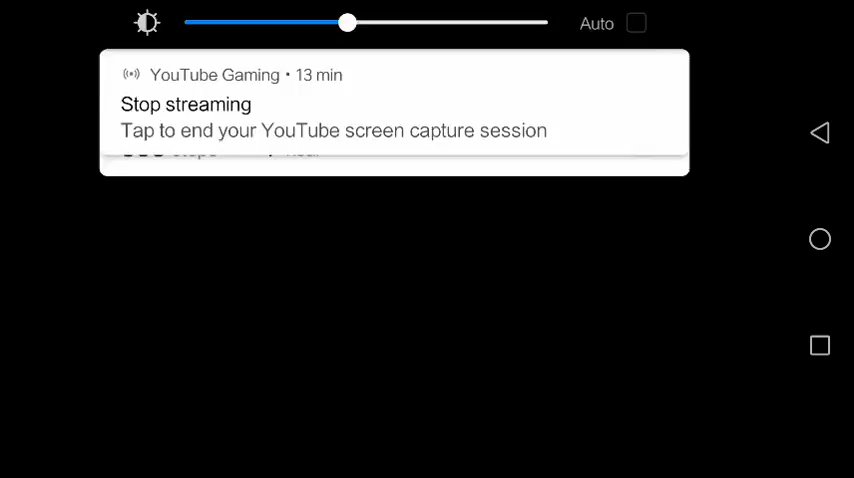 Auto
YouTube Gaming • 13 min
Stop streaming
Tap to end your YouTube screen capture session